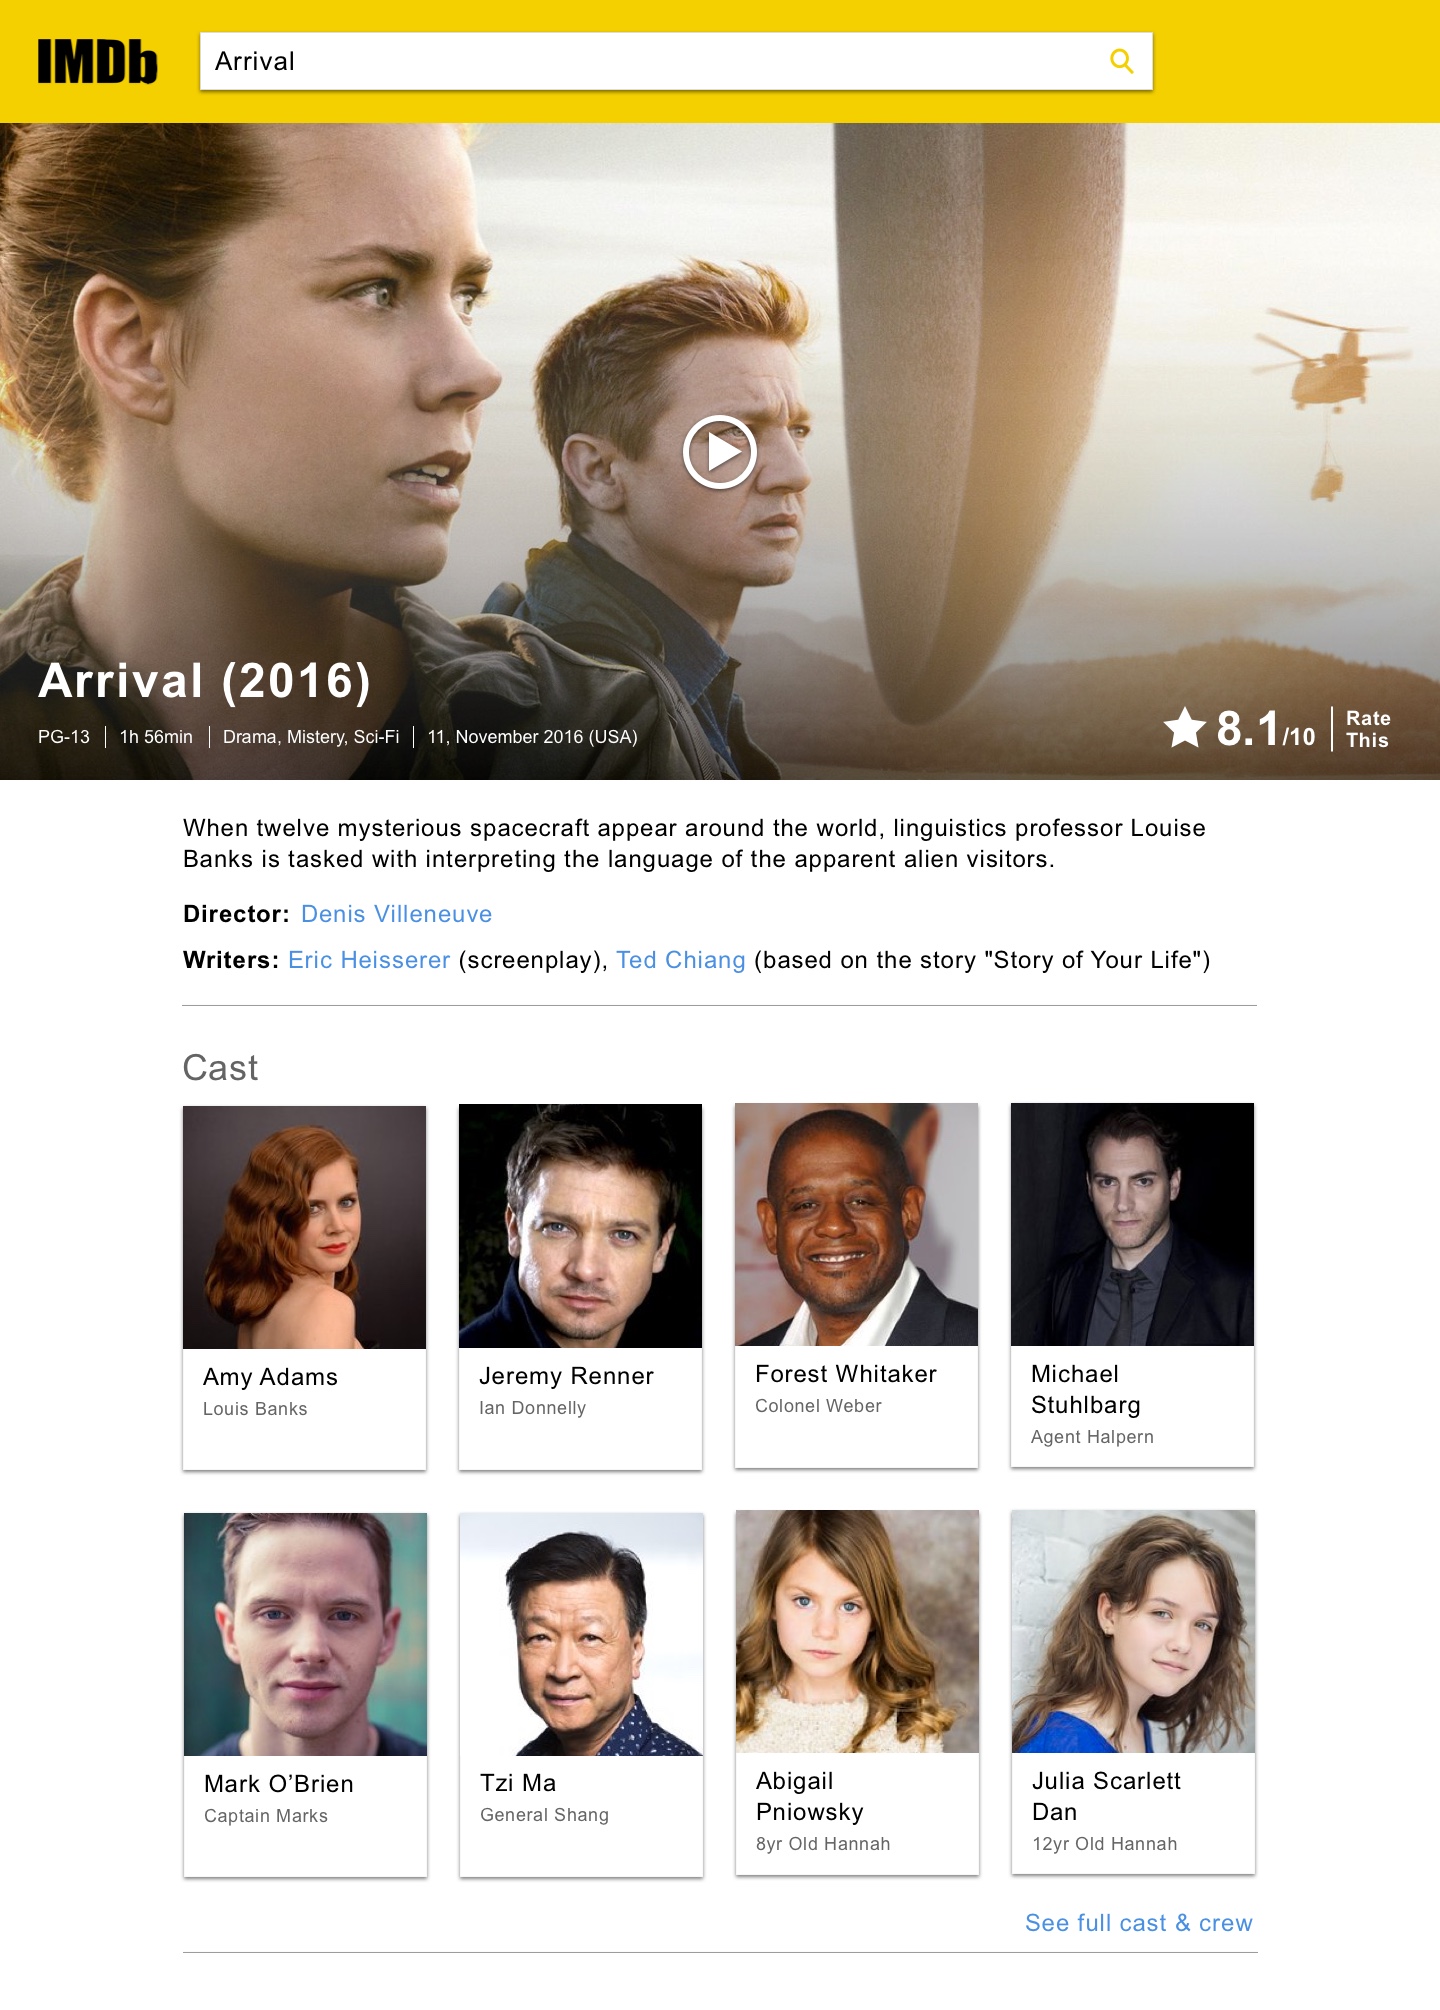 IMDb
Arrival
Arrival (2016)
PG-13 1h 56min Drama, Mistery, Sci-Fi 11, November 2016 (USA)
8.1/10
Rate
This
When twelve mysterious spacecraft appear around the world, linguistics professor Louise
Banks is tasked with interpreting the language of the apparent alien visitors.
Director: Denis Villeneuve
Writers: Eric Heisserer (screenplay), Ted Chiang (based on the story "Story of Your Life")
Cast
Amy Adams
Louis Banks
Jeremy Renner
Ian Donnelly
Forest Whitaker
Colonel Weber
Michael
Stuhlbarg
Agent Halpern
Mark O’Brien
Captain Marks
Tzi Ma
General Shang
Abigail
Pniowsky
8yr Old Hannah
Julia Scarlett
Dan
12yr Old Hannah
See full cast & crew